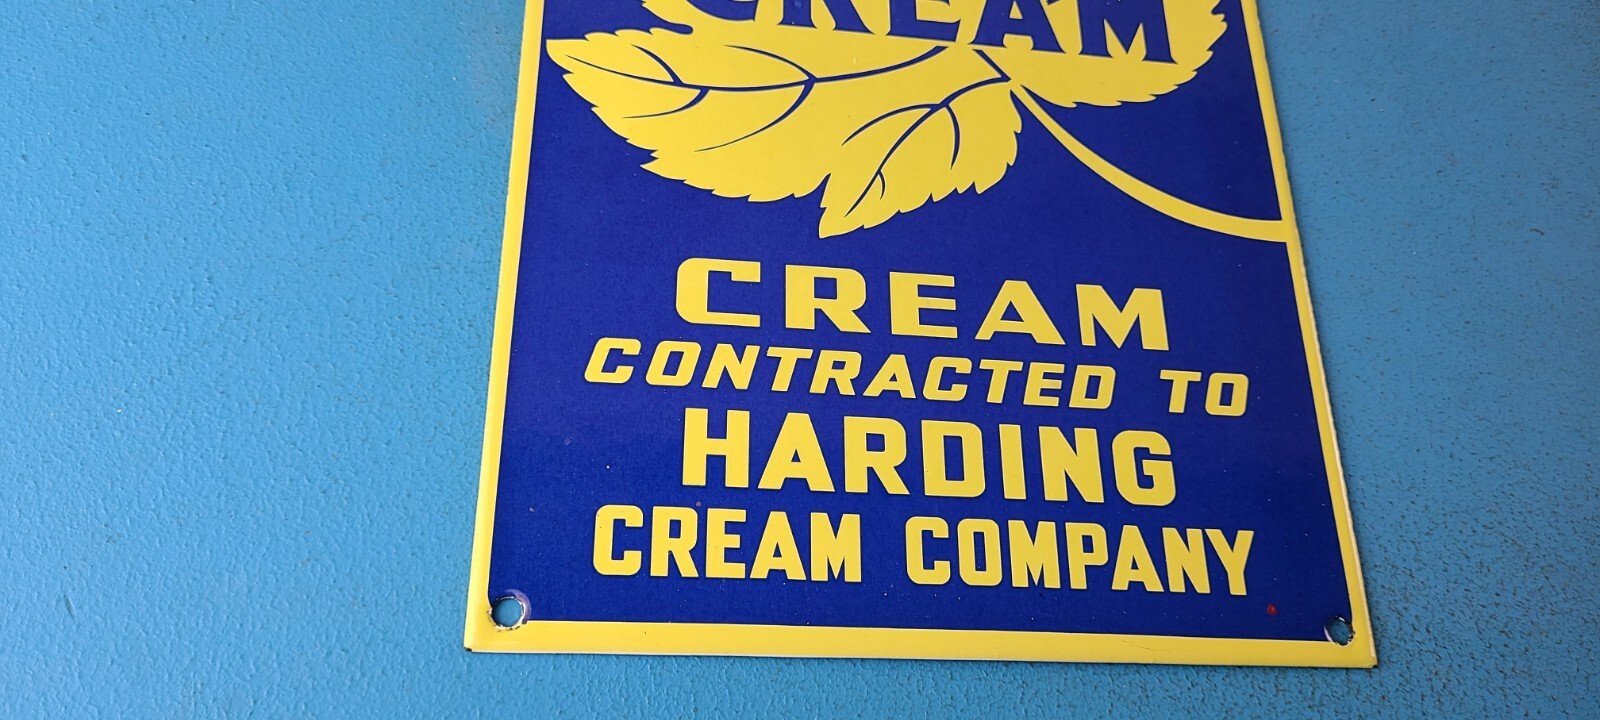 CREAM
CREAM
CONTRACTED TO
HARDING
CREAM COMPANY